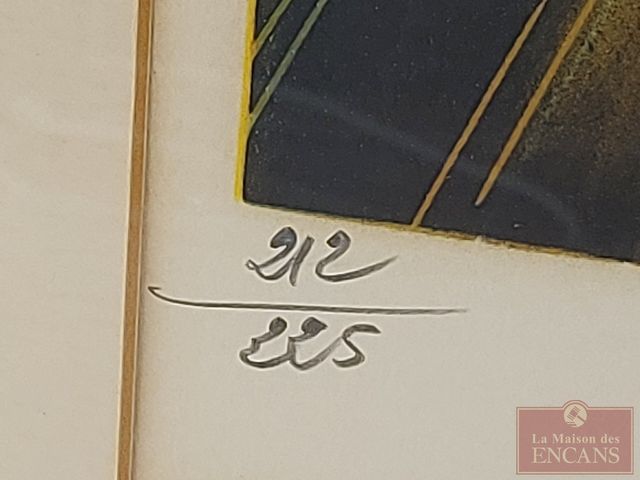 212
225
La Maison des
ENCANS